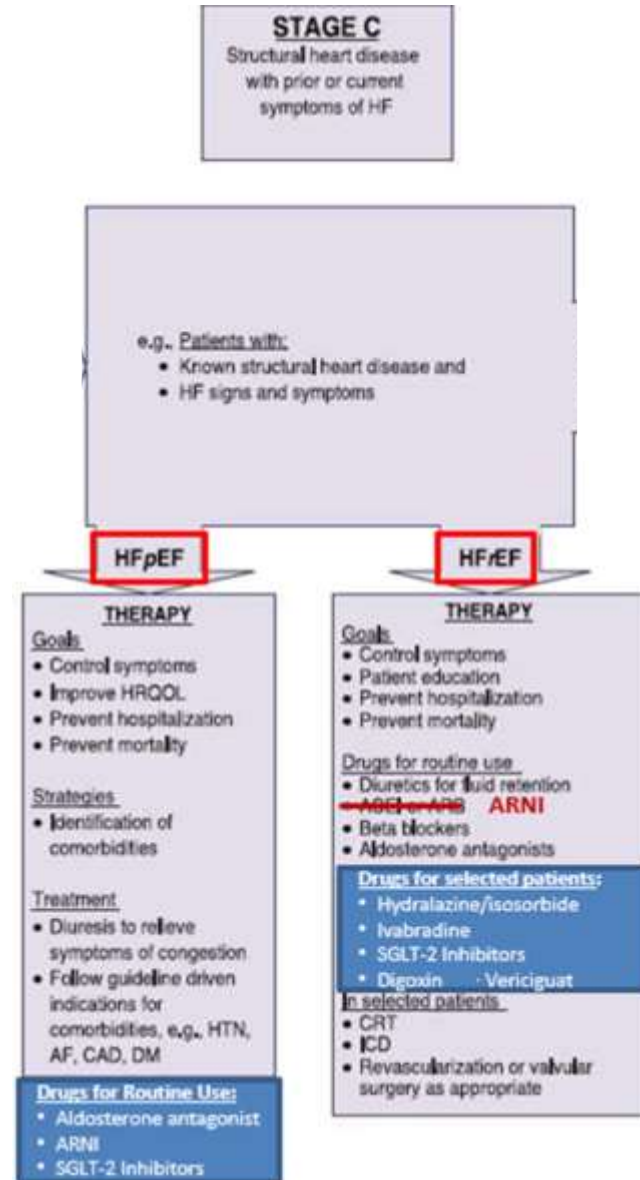 STAGE C
Structural heart disease
with prior or current
symptoms of HF
e.g., Patients with:
• Known structural heart disease and
• HF signs and symptoms
HFpEF
THERAPY
Goals
• Control symptoms
• Improve HRQOL
• Prevent hospitalization
• Prevent mortality
Strategies
• Identification of
comorbidities
Treatment
• Diuresis to relieve
symptoms of congestion
• Follow guideline driven
indications for
comorbidities, e.g., HTN,
AF, CAD, DM
Drugs for Routine Use:
• Aldosterone antagonist
• ARNI
• SGLT-2 Inhibitors
HFrEF
THERAPY
Goals
• Control symptoms
• Patient education
• Prevent hospitalization
• Prevent mortality
Drugs for routine use
• Diuretics for fluid retention
• ACEI or ARB ARNI
• Beta blockers
• Aldosterone antagonists
Drugs for selected patients:
• Hydralazine/isosorbide
• Ivabradine
• SGLT-2 Inhibitors
• Digoxin · Vericiguat
In selected patients
• CRT
• ICD
• Revascularization or valvular
surgery as appropriate